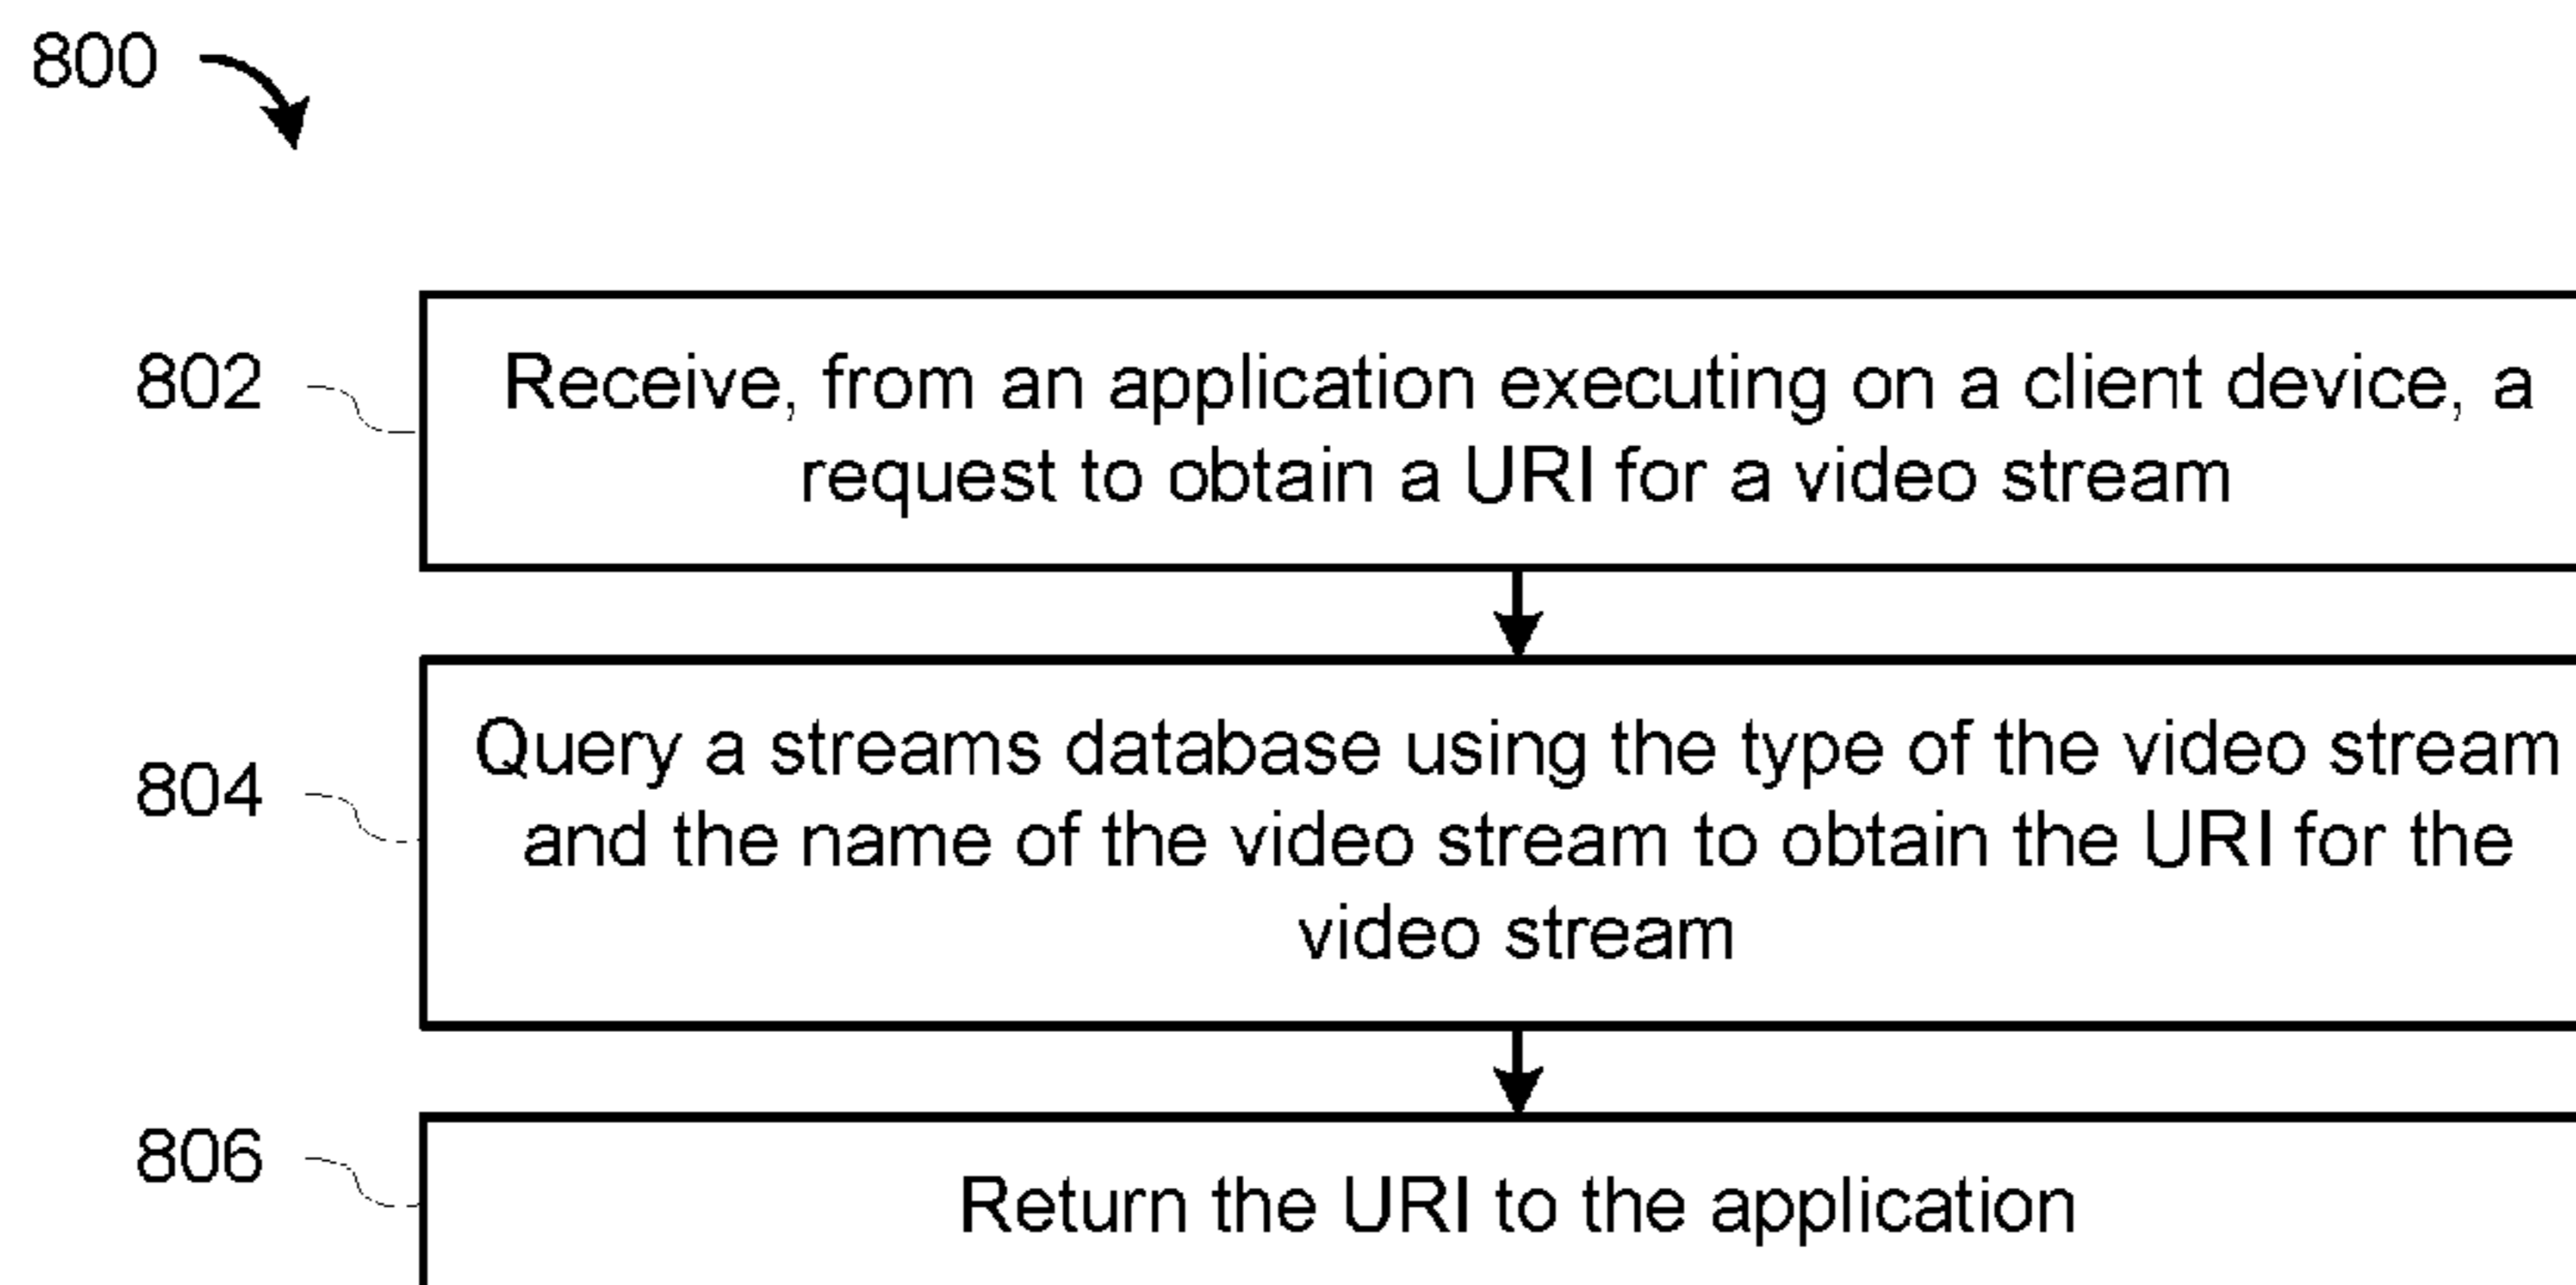 800
802
Receive, from an application executing on a client device, a
request to obtain a URI for a video stream
804
Query a streams database using the type of the video stream
and the name of the video stream to obtain the URI for the
video stream
806
Return the URI to the application